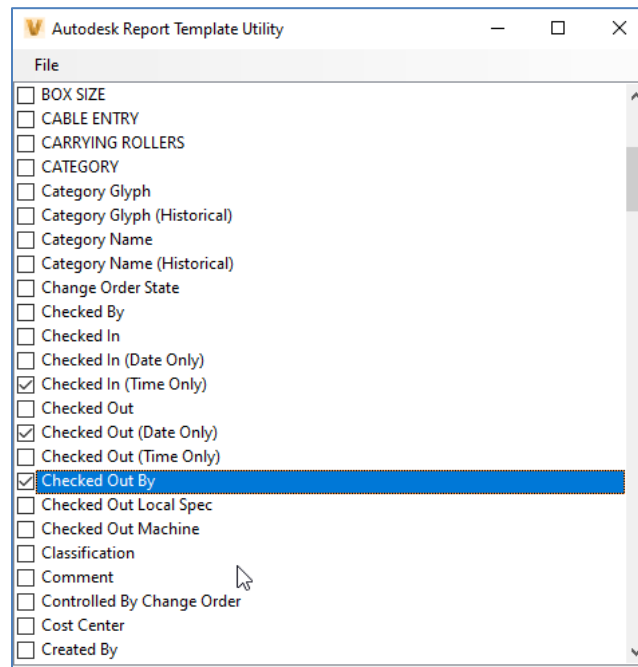 Autodesk Report Template Utility
File
BOX SIZE
CABLE ENTRY
CARRYING ROLLERS
CATEGORY
Category Glyph
Category Glyph (Historical)
Category Name
Category Name (Historical)
Change Order State
Checked By
Checked In
Checked In (Date Only)
Checked In (Time Only)
Checked Out
Checked Out (Date Only)
Checked Out (Time Only)
Checked Out By
Checked Out Local Spec
Checked Out Machine
Classification
Comment
Controlled By Change Order
Cost Center
Created By